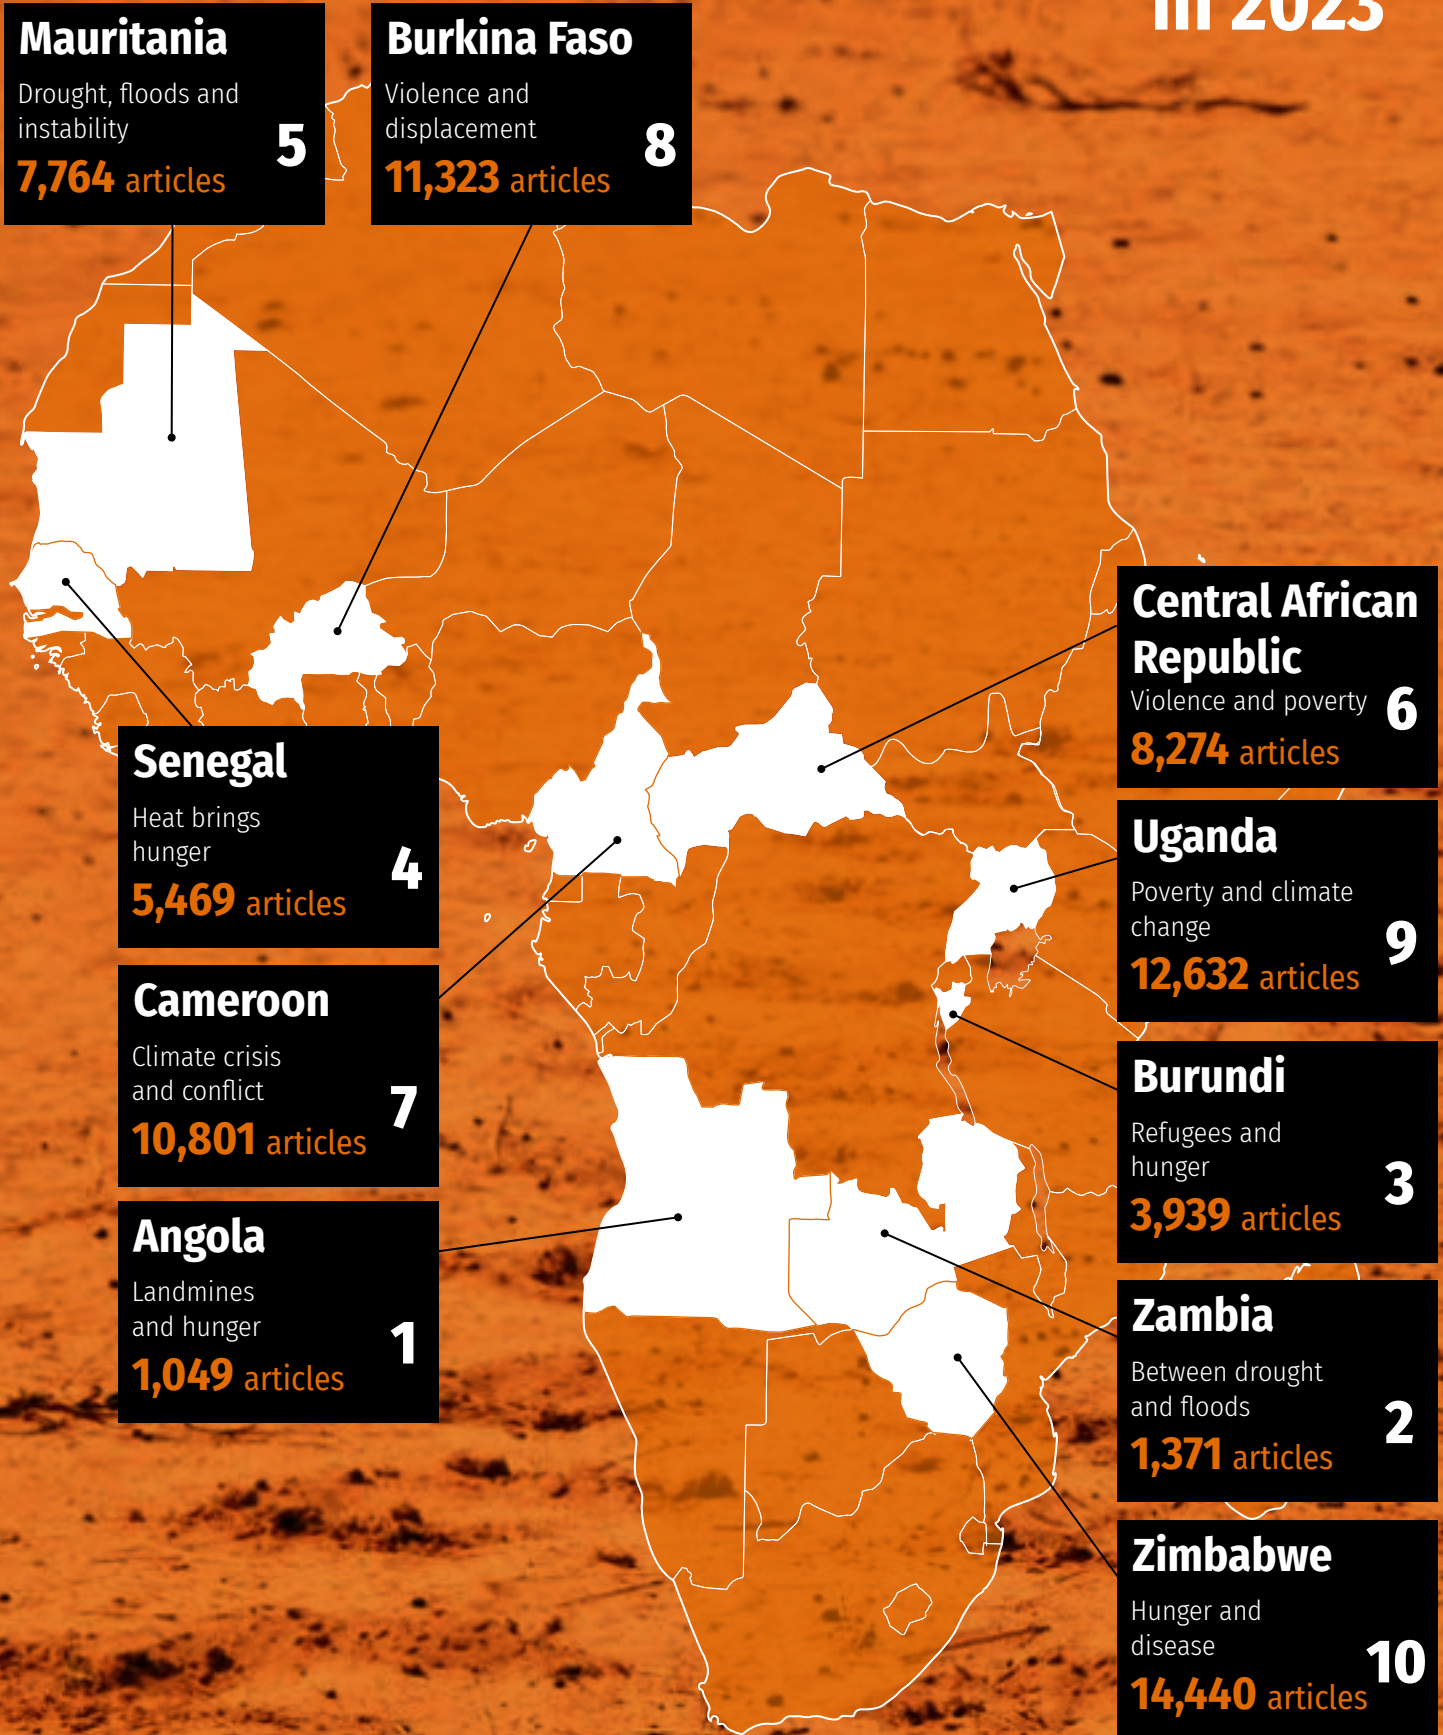 in 2023
Mauritania
Drought, floods and
instability
5
7,764 articles
Burkina Faso
Violence and
displacement
8
11,323 articles
Central African
Republic
Violence and poverty
6
8,274 articles
Senegal
Heat brings
hunger
4
5,469 articles
Uganda
Poverty and climate
change
9
12,632 articles
Cameroon
Climate crisis
and conflict
7
10,801 articles
Burundi
Refugees and
hunger
3
3,939 articles
Angola
Landmines
and hunger
1
1,049 articles
Zambia
Between drought
and floods
2
1,371 articles
Zimbabwe
Hunger and
disease
10
14,440 articles